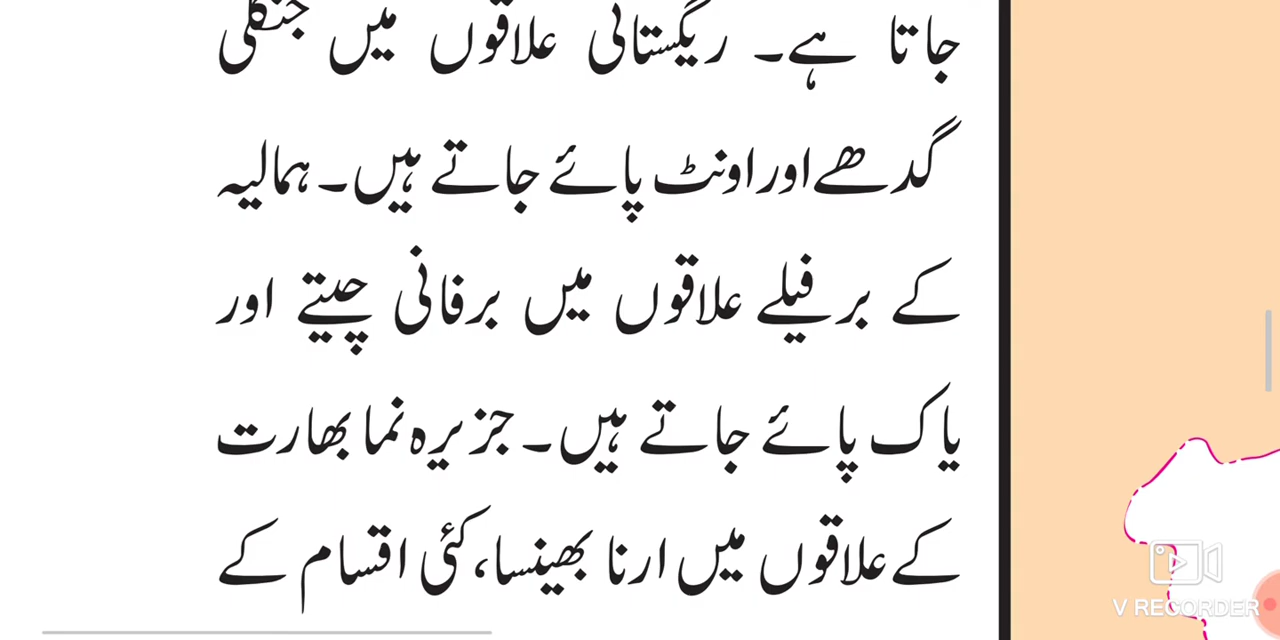 جاتا ہے۔ ریگستانی علاقوں میں جنگلی
گدھے اور اونٹ پائے جاتے ہیں۔ ہمالیہ
کے برفیلے علاقوں میں برفانی چیتے اور
یاک پائے جاتے ہیں۔ جزیرہ نما بھارت
کے علاقوں میں ارنا بھینسا، کئی اقسام کے
V RECORDER